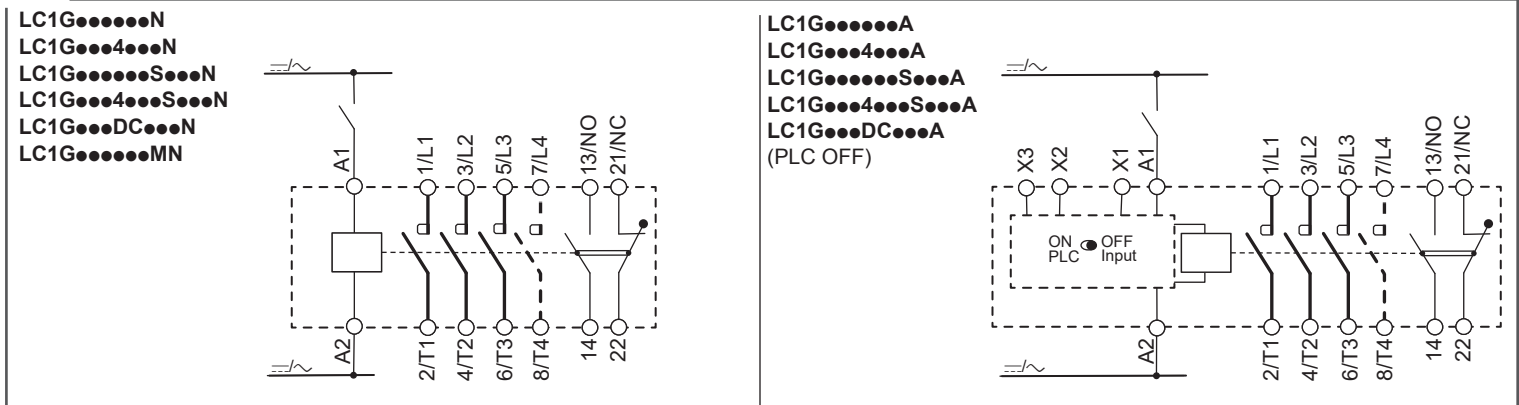 LC1G●●●●●●N
LC1G●●●4●●●N
LC1G●●●●●●S●●●N
LC1G●●●4●●●S●●●N
LC1G●●●DC●●●N
LC1G●●●●●●MN
A1
1/L1
3/L2
5/L3
7/L4
13/NO
21/NC
A2
2/T1
4/T2
6/T3
8/T4
14
22
LC1G●●●●●●A
LC1G●●●4●●●A
LC1G●●●●●●S●●●A
LC1G●●●4●●●S●●●A
LC1G●●●DC●●●A
(PLC OFF)
X3
X2
X1
A1
1/L1
3/L2
5/L3
7/L4
13/NO
21/NC
ON OFF
PLC Input
A2
2/T1
4/T2
6/T3
8/T4
14
22